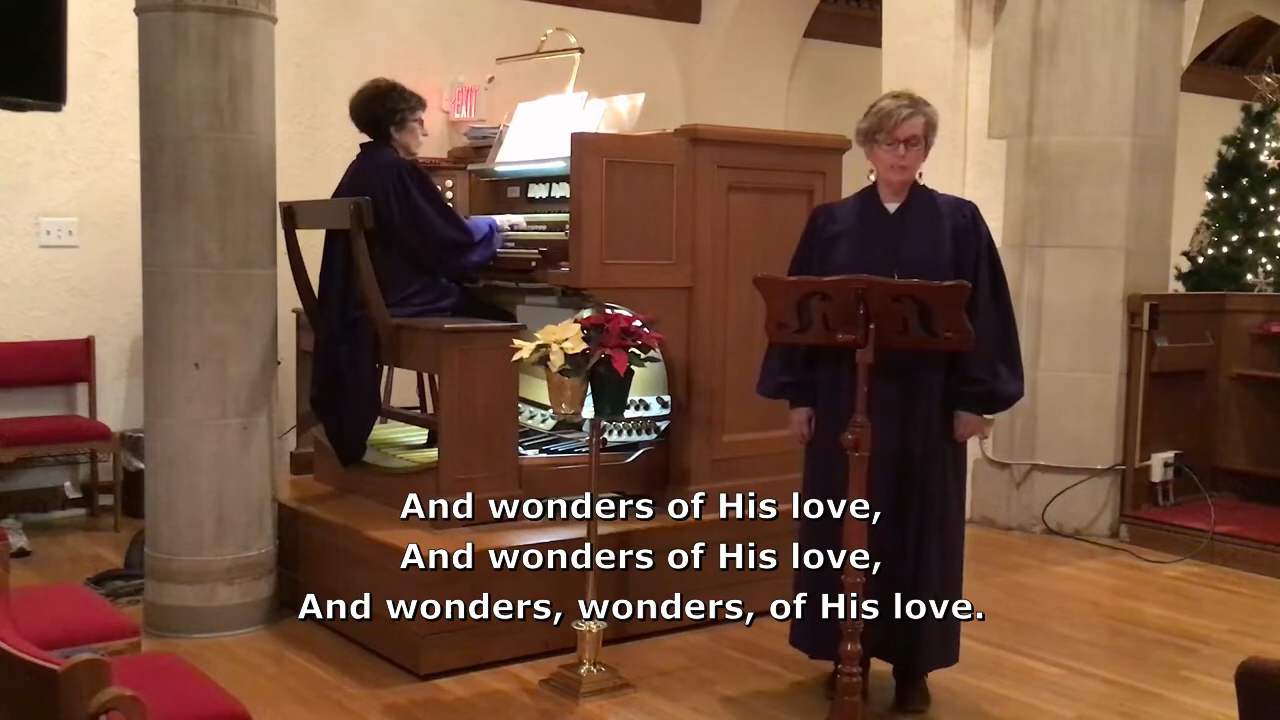 EXIT
And wonders of His love,
And wonders of His love,
And wonders, wonders, of His love.